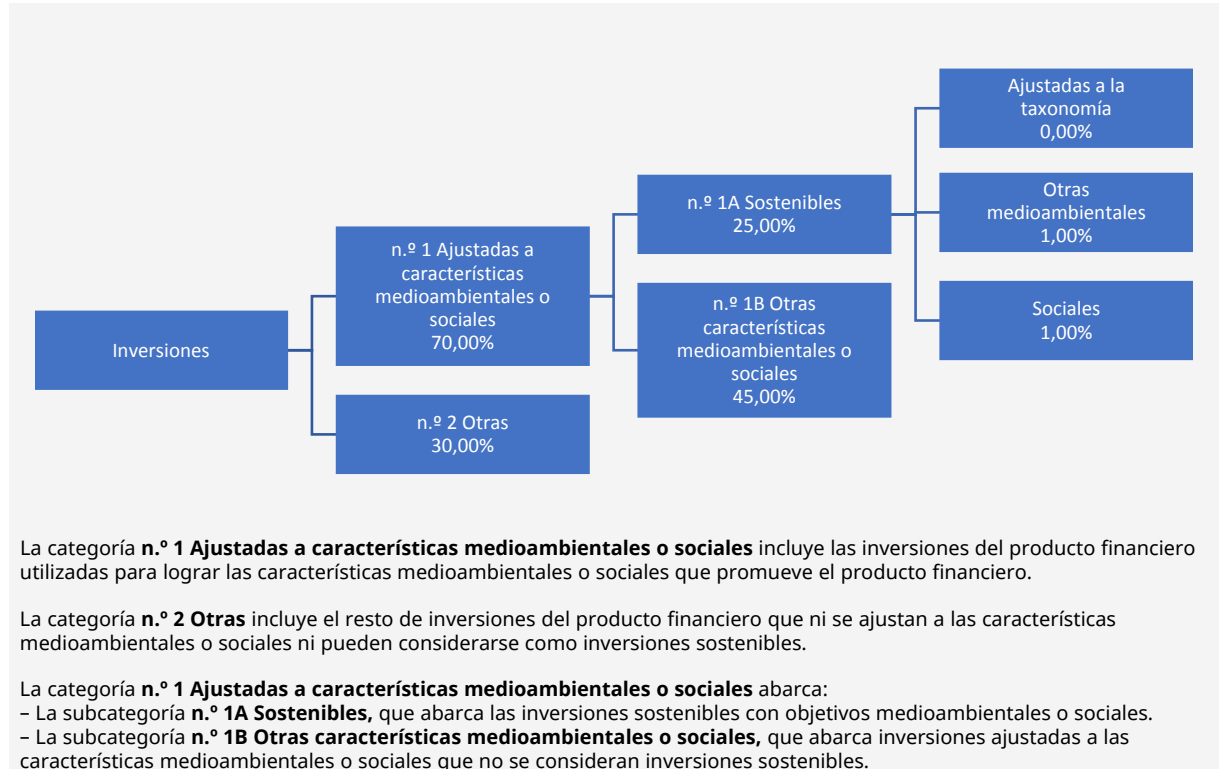 Inversiones
n.º 1 Ajustadas a
características
medioambientales o
sociales
70,00%
n.º 2 Otras
30,00%
n.º 1A Sostenibles
25,00%
n.º 1B Otras
características
medioambientales o
sociales
45,00%
Ajustadas a la
taxonomía
0,00%
Otras
medioambientales
1,00%
Sociales
1,00%
La categoría n.º 1 Ajustadas a características medioambientales o sociales incluye las inversiones del producto financiero
utilizadas para lograr las características medioambientales o sociales que promueve el producto financiero.
La categoría n.º 2 Otras incluye el resto de inversiones del producto financiero que ni se ajustan a las características
medioambientales o sociales ni pueden considerarse como inversiones sostenibles.
La categoría n.º 1 Ajustadas a características medioambientales o sociales abarca:
– La subcategoría n.º 1A Sostenibles, que abarca las inversiones sostenibles con objetivos medioambientales o sociales.
– La subcategoría n.º 1B Otras características medioambientales o sociales, que abarca inversiones ajustadas a las
características medioambientales o sociales que no se consideran inversiones sostenibles.